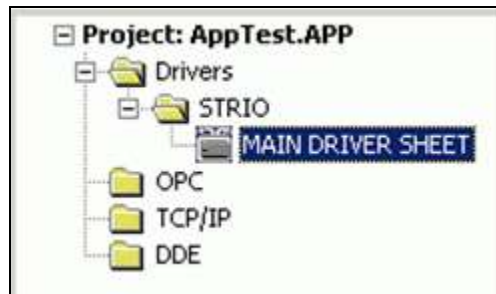 Project: AppTest.APP
Drivers
STRIO
MAIN DRIVER SHEET
OPC
TCP/IP
DDE